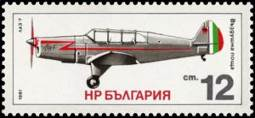 ЛАЗ 7
1981
Въздушна поща
ст. 12
НР БЪЛГАРИЯ